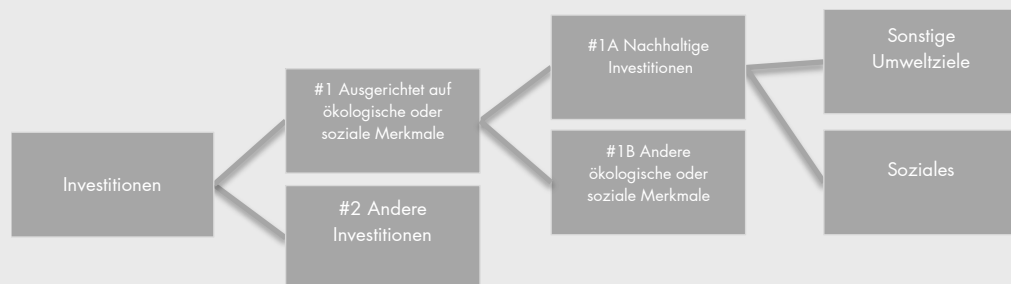 Investitionen
#1 Ausgerichtet auf
ökologische oder
soziale Merkmale
#2 Andere
Investitionen
#1A Nachhaltige
Investitionen
#1B Andere
ökologische oder
soziale Merkmale
Sonstige
Umweltziele
Soziales